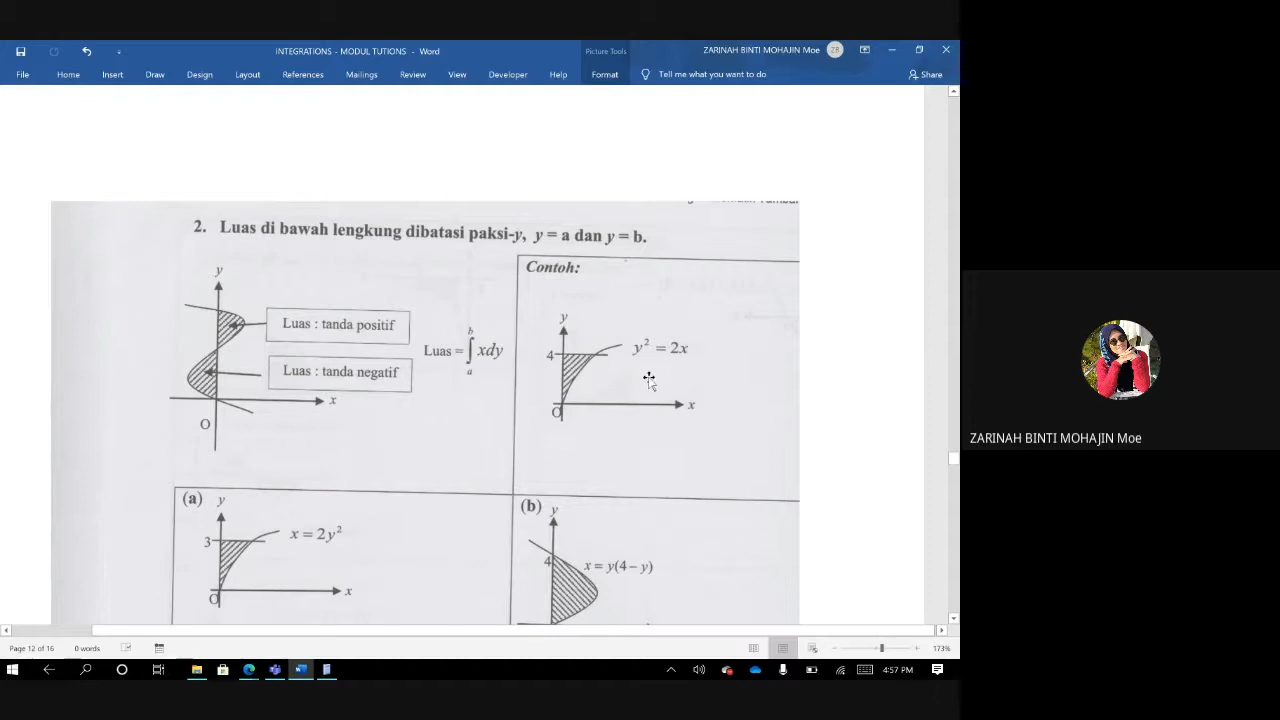 INTEGRATIONS - MODUL TUTIONS - Word
Picture Tools
ZARINAH BINTI MOHAJIN Moe
ZB
File Home Insert Draw Design Layout References Mailings Review View Developer Help Format Tell me what you want to do Share
2. Luas di bawah lengkung dibatasi paksi-y, y = a dan y = b.
y
Luas : tanda positif
Luas : tanda negatif
x
O
Luas = ∫ₐᵇ xdy
Contoh:
y
4
y² = 2x
O
x
(a) y
3
x = 2y²
O
x
(b) y
4
x = y(4 – y)
ZARINAH BINTI MOHAJIN Moe
Page 12 of 16 0 words
173%
4:57 PM